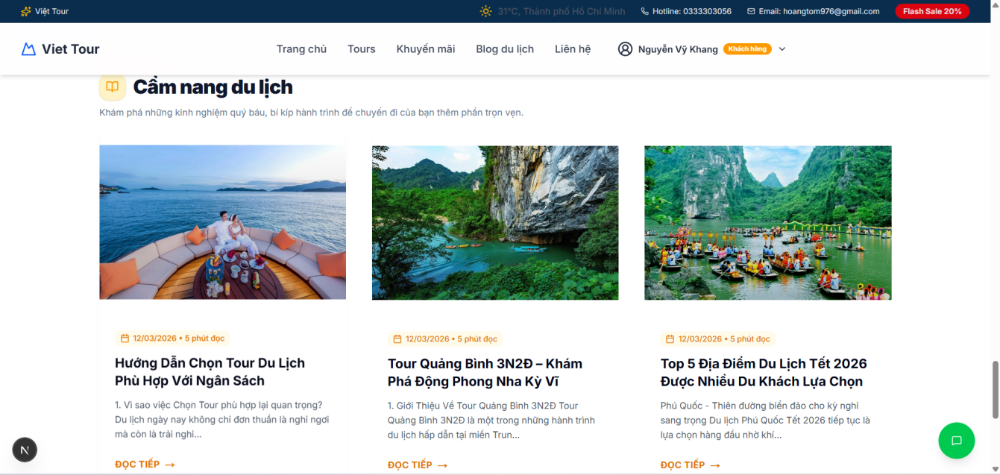 Việt Tour
31°C, Thành phố Hồ Chí Minh
Hotline: 0333303056
Email: hoangtom976@gmail.com
Flash Sale 20%
Viet Tour
Trang chủ
Tours
Khuyến mãi
Blog du lịch
Liên hệ
Nguyễn Vỹ Khang
Khách hàng
Cẩm nang du lịch
Khám phá những kinh nghiệm quý báu, bí kíp hành trình để chuyến đi của bạn thêm phần trọn vẹn.
12/03/2026 • 5 phút đọc
Hướng Dẫn Chọn Tour Du Lịch
Phù Hợp Với Ngân Sách
1. Vì sao việc Chọn Tour phù hợp lại quan trọng?
Du lịch ngày nay không chỉ đơn thuần là nghỉ ngơi
mà còn là trải nghi...
ĐỌC TIẾP →
12/03/2026 • 5 phút đọc
Tour Quảng Bình 3N2Đ – Khám
Phá Động Phong Nha Kỳ Vĩ
1. Giới Thiệu Về Tour Quảng Bình 3N2Đ Tour
Quảng Bình 3N2Đ là một trong những hành trình
du lịch hấp dẫn tại miền Trun...
ĐỌC TIẾP →
12/03/2026 • 5 phút đọc
Top 5 Địa Điểm Du Lịch Tết 2026
Được Nhiều Du Khách Lựa Chọn
Phú Quốc - Thiên đường biển đảo cho kỳ nghỉ
sang trọng Du lịch Phú Quốc Tết 2026 tiếp tục là
lựa chọn hàng đầu nhờ khí...
ĐỌC TIẾP →
N